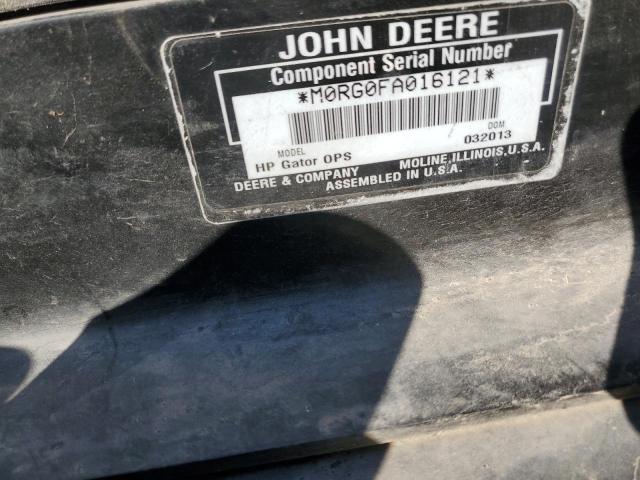 JOHN DEERE
Component Serial Number
*M0RG0FA016121*
MODEL DOM
HP Gator OPS 032013
DEERE & COMPANY MOLINE, ILLINOIS, U.S.A.
ASSEMBLED IN U.S.A.